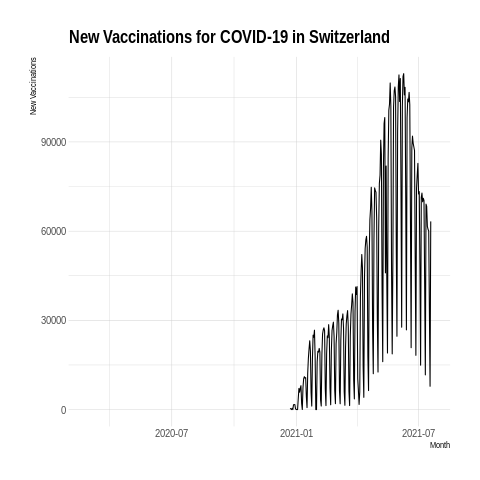 New Vaccinations for COVID-19 in Switzerland
New Vaccinations
90000
60000
30000
0
2020-07
2021-01
2021-07
Month